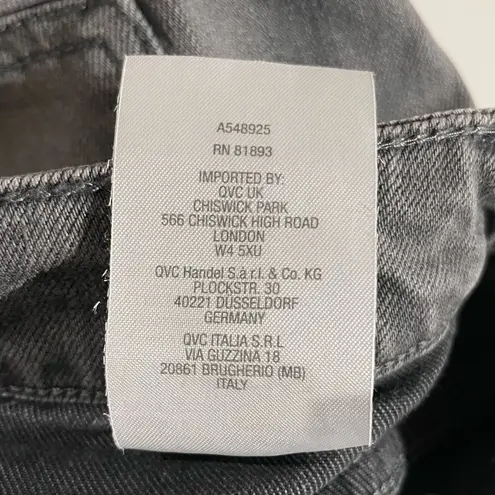 A548925
RN 81893
IMPORTED BY:
QVC UK
CHISWICK PARK
566 CHISWICK HIGH ROAD
LONDON
W4 5XU
QVC Handel S.à r.l. & Co. KG
PLOCKSTR. 30
40221 DÜSSELDORF
GERMANY
QVC ITALIA S.R.L
VIA GUZZINA 18
20861 BRUGHERIO (MB)
ITALY